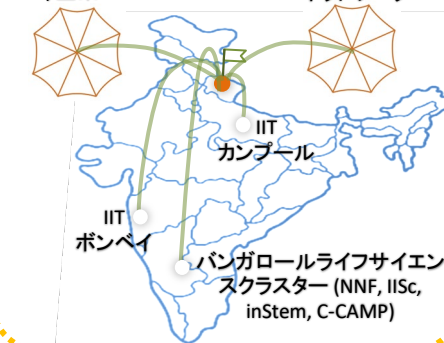 IIT
カンプール
IIT
ボンベイ
バンガロールライフサイエン
スクラスター (NNF, IISc,
inStem, C-CAMP)